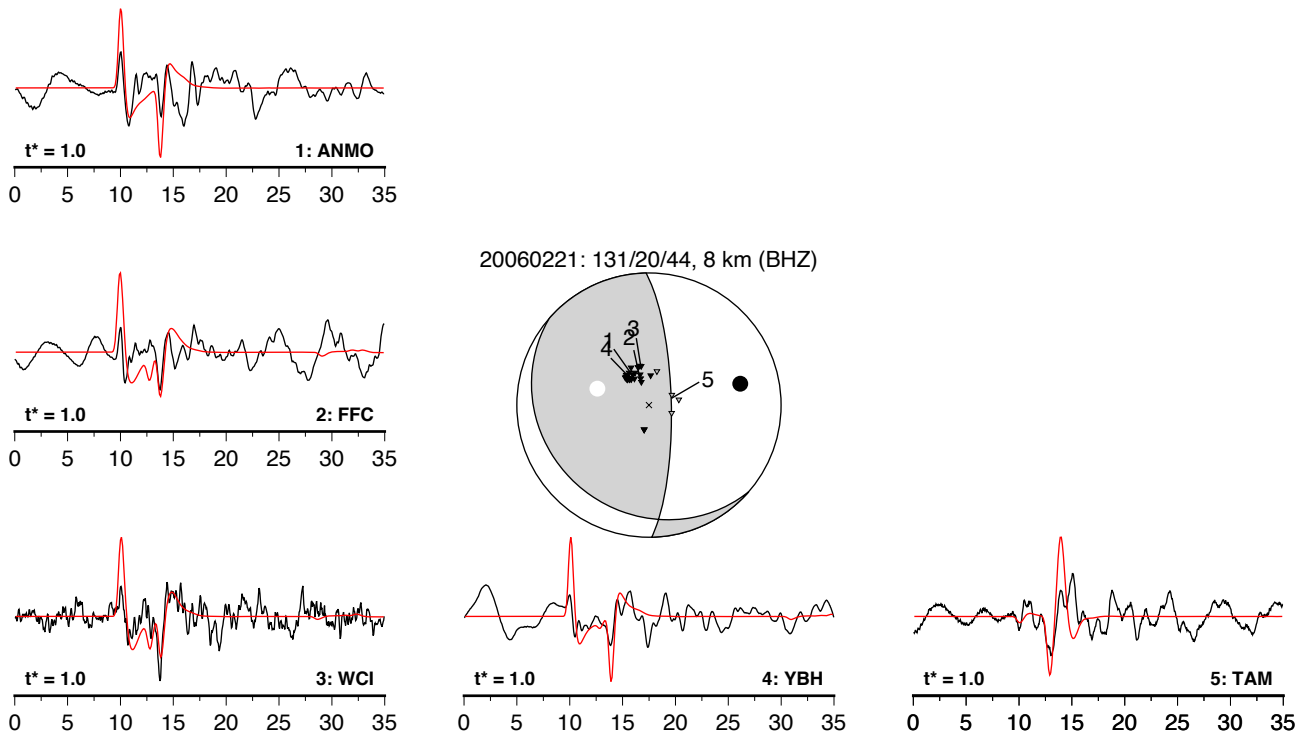 t* = 1.0 1: ANMO
0 5 10 15 20 25 30 35
20060221: 131/20/44, 8 km (BHZ)
1 2 3
4
5
t* = 1.0 2: FFC
0 5 10 15 20 25 30 35
t* = 1.0 3: WCI
0 5 10 15 20 25 30 35
t* = 1.0 4: YBH
0 5 10 15 20 25 30 35
t* = 1.0 5: TAM
0 5 10 15 20 25 30 35